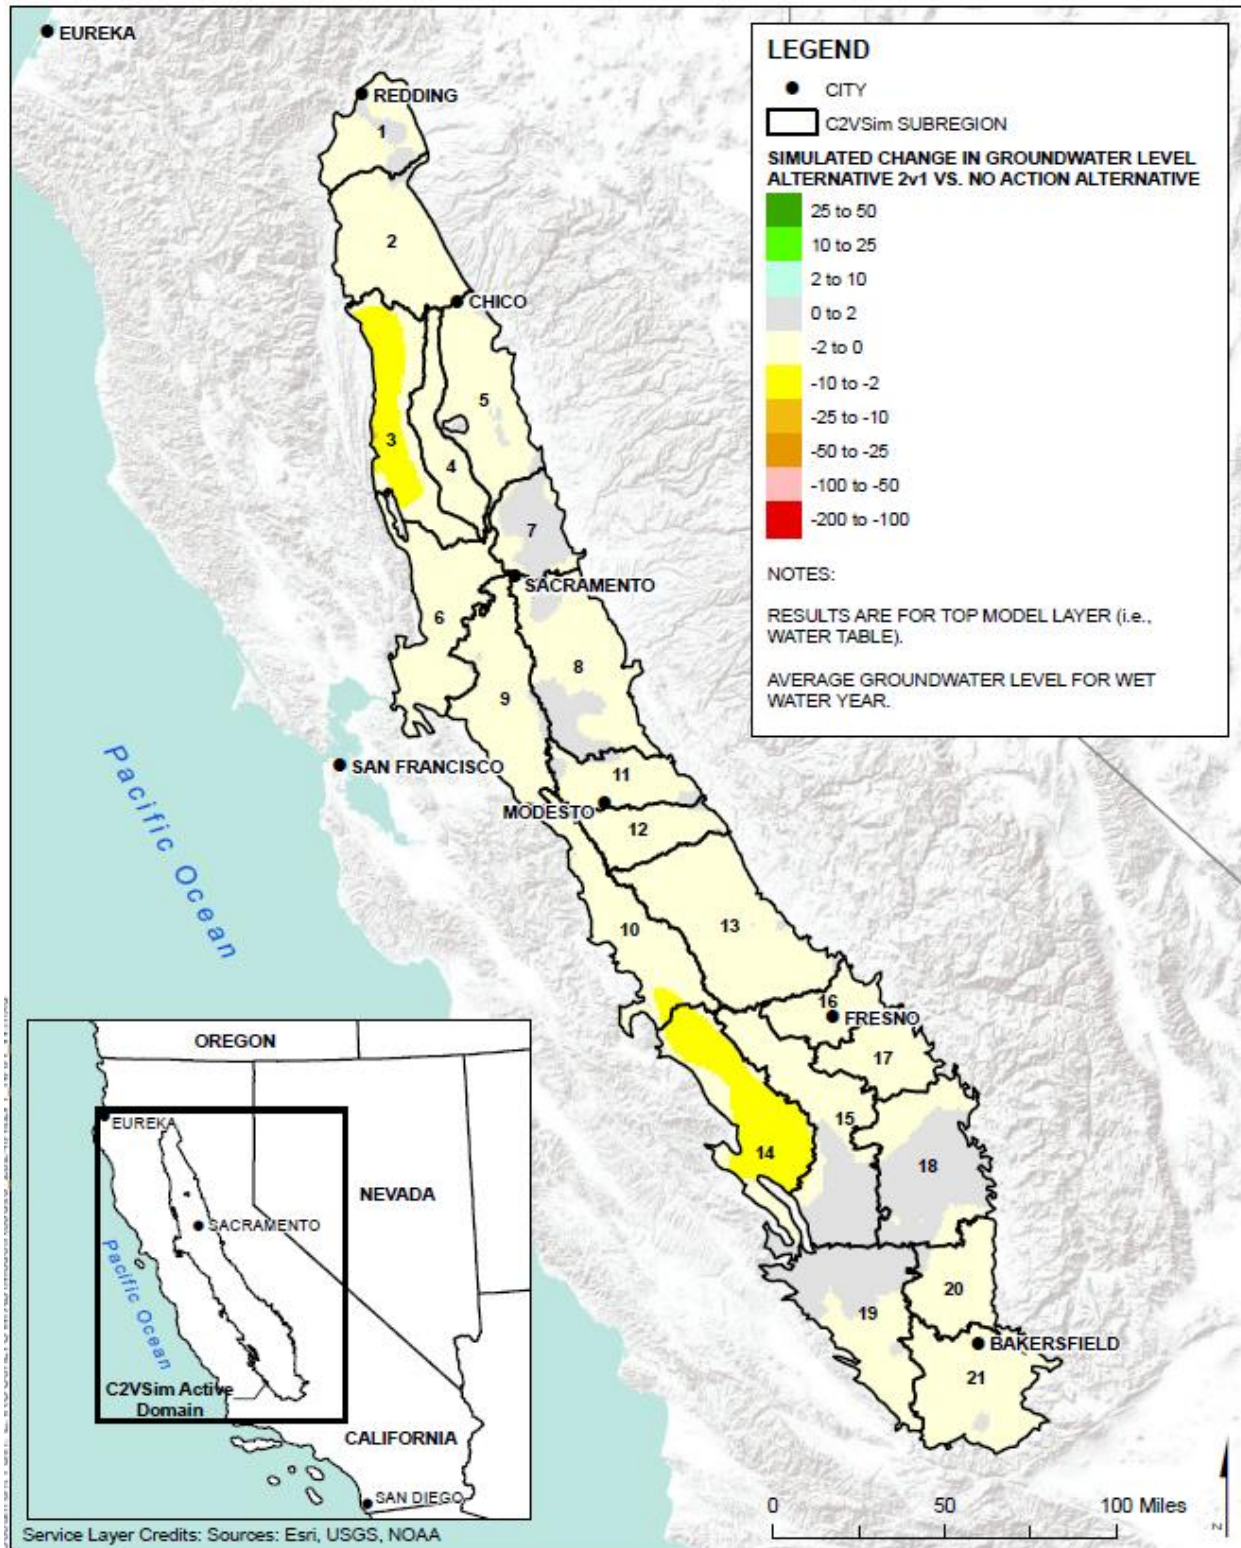 EUREKA
REDDING
1
2
CHICO
3
4
5
7
SACRAMENTO
6
8
9
SAN FRANCISCO
11
MODESTO
12
Pacific Ocean
10
13
16
FRESNO
17
15
14
18
19
20
BAKERSFIELD
21
LEGEND
CITY
C2VSim SUBREGION
SIMULATED CHANGE IN GROUNDWATER LEVEL
ALTERNATIVE 2v1 VS. NO ACTION ALTERNATIVE
25 to 50
10 to 25
2 to 10
0 to 2
-2 to 0
-10 to -2
-25 to -10
-50 to -25
-100 to -50
-200 to -100
NOTES:
RESULTS ARE FOR TOP MODEL LAYER (i.e.,
WATER TABLE).
AVERAGE GROUNDWATER LEVEL FOR WET
WATER YEAR.
OREGON
EUREKA
NEVADA
SACRAMENTO
Pacific Ocean
C2VSim Active
Domain
CALIFORNIA
SAN DIEGO
0 50 100 Miles
Z
Service Layer Credits: Sources: Esri, USGS, NOAA